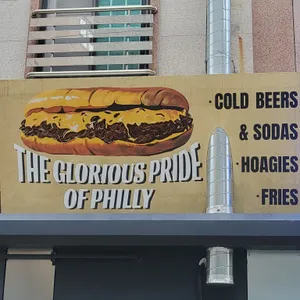 THE GLORIOUS PRIDE
OF PHILLY
·COLD BEERS
& SODAS
·HOAGIES
·FRIES